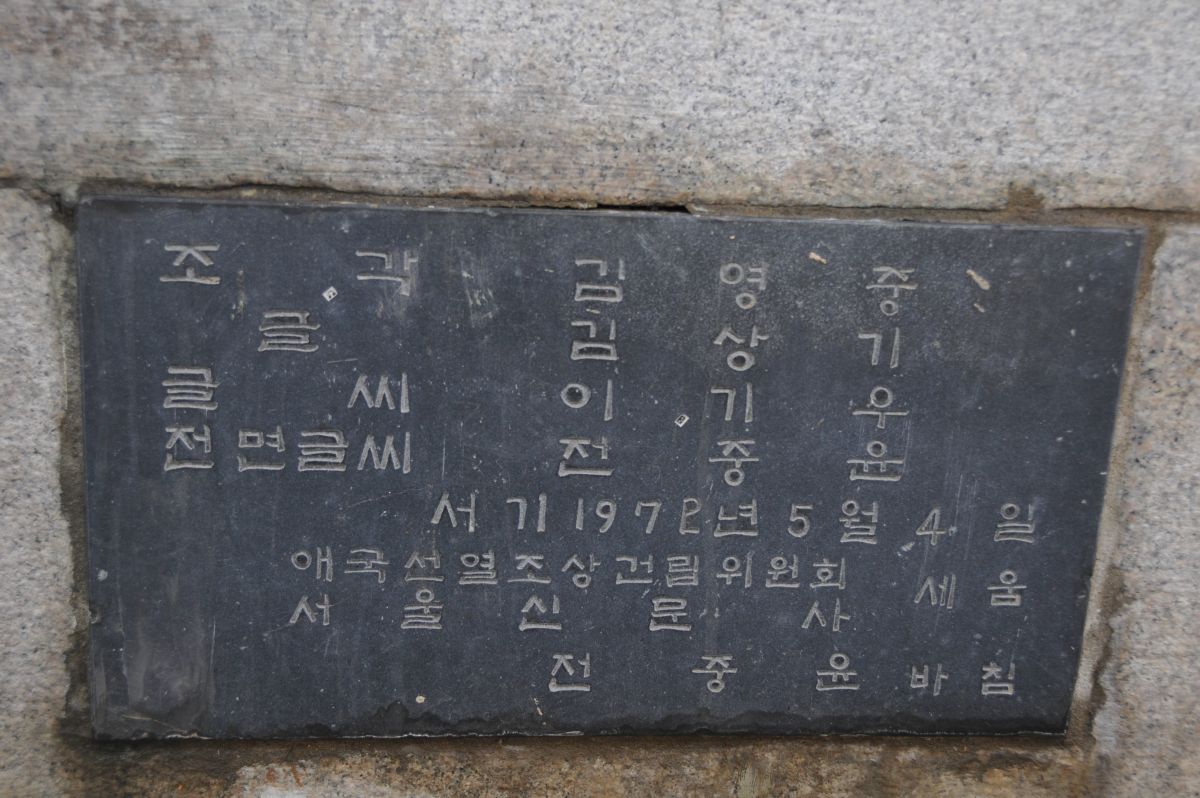 조 각 김 영 중
글 김 상 기
글 씨 이 기 우
전면글씨 전 중 윤
서기 1972년 5월 4일
애국선열조상건립위원회 세움
서울신문사
전 중 윤 바침